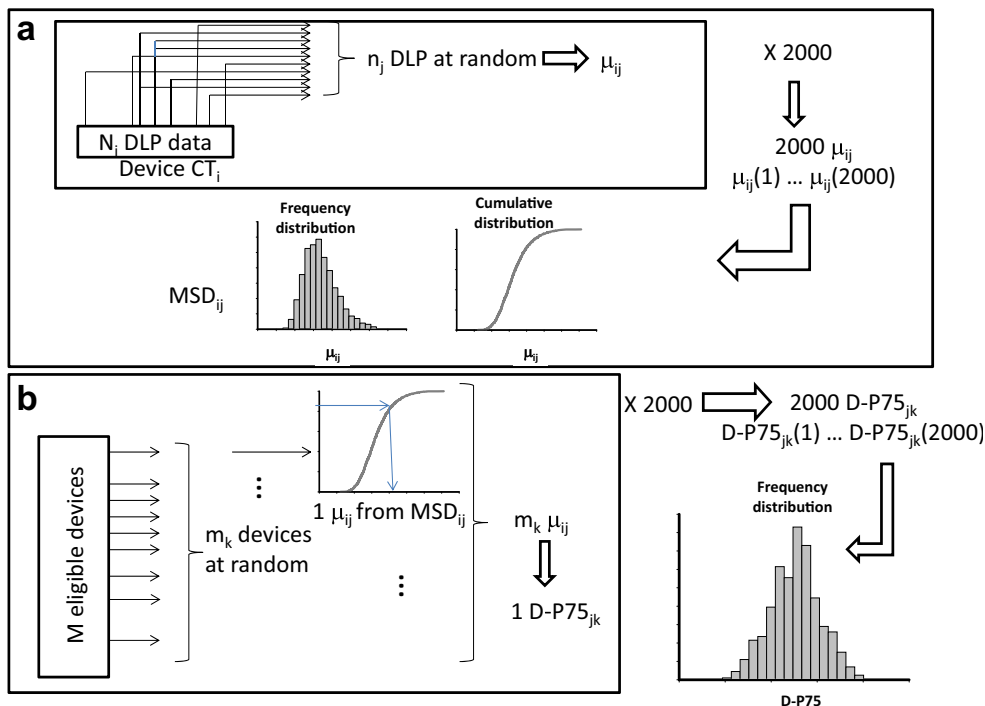 a
n_j DLP at random
μ_ij
N_i DLP data
Device CT_i
X 2000
2000 μ_ij
μ_ij(1) ... μ_ij(2000)
Frequency
distribution
Cumulative
distribution
MSD_ij
μ_ij
μ_ij
b
M eligible devices
m_k devices
at random
...
1 μ_ij from MSD_ij
...
m_k μ_ij
1 D-P75_jk
X 2000
2000 D-P75_jk
D-P75_jk(1) ... D-P75_jk(2000)
Frequency
distribution
D-P75